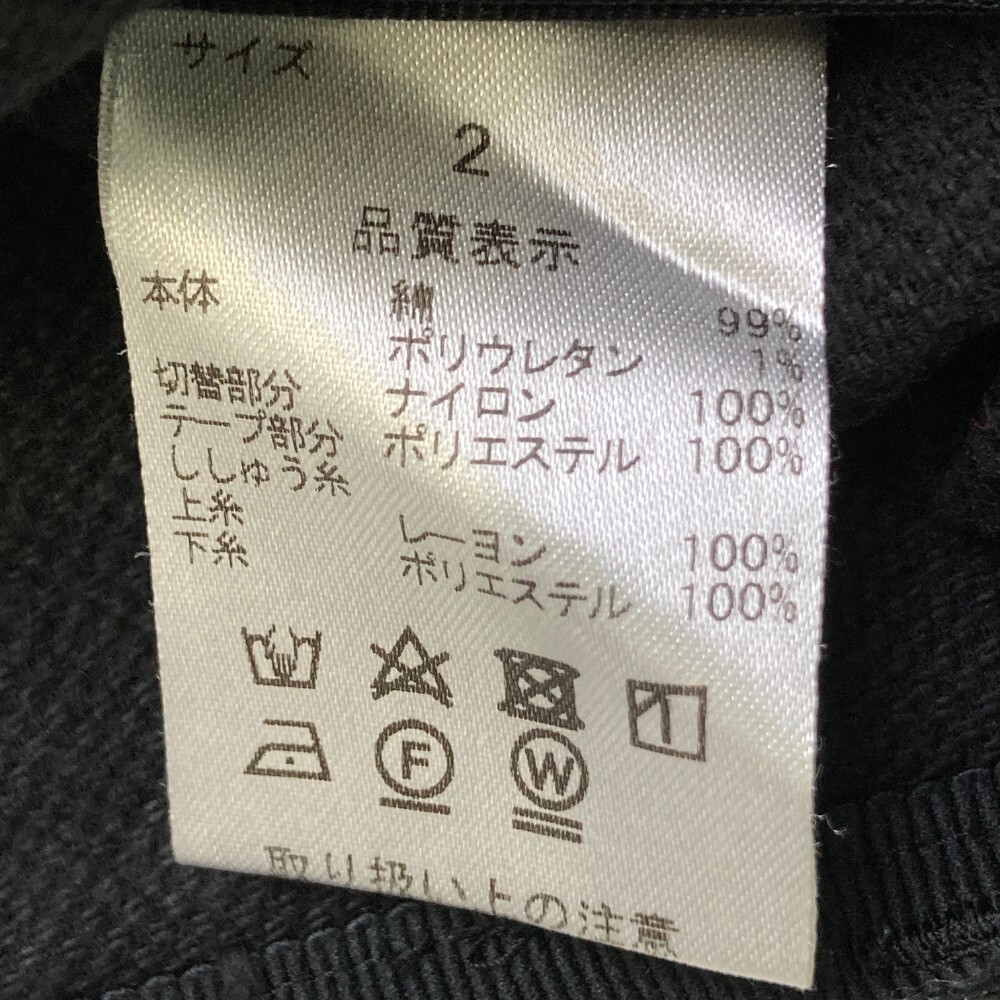 サイズ
2
品質表示
本体 綿 99%
ポリウレタン 1%
切替部分 ナイロン 100%
テープ部分 ポリエステル 100%
ししゅう糸
上糸 レーヨン 100%
下糸 ポリエステル 100%
F W
取り扱い上の注意